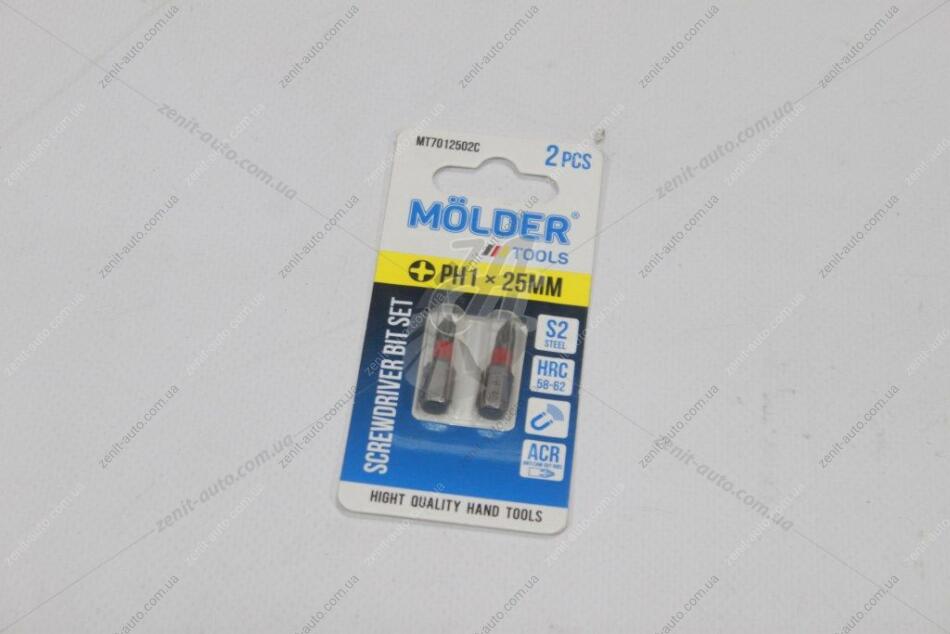 MT7012502C
2 PCS
MÖLDER®
TOOLS
PH1 × 25MM
SCREWDRIVER BIT SET
S2
STEEL
HRC
58-62
ACR
HIGHT QUALITY HAND TOOLS
zenit-auto.com.ua